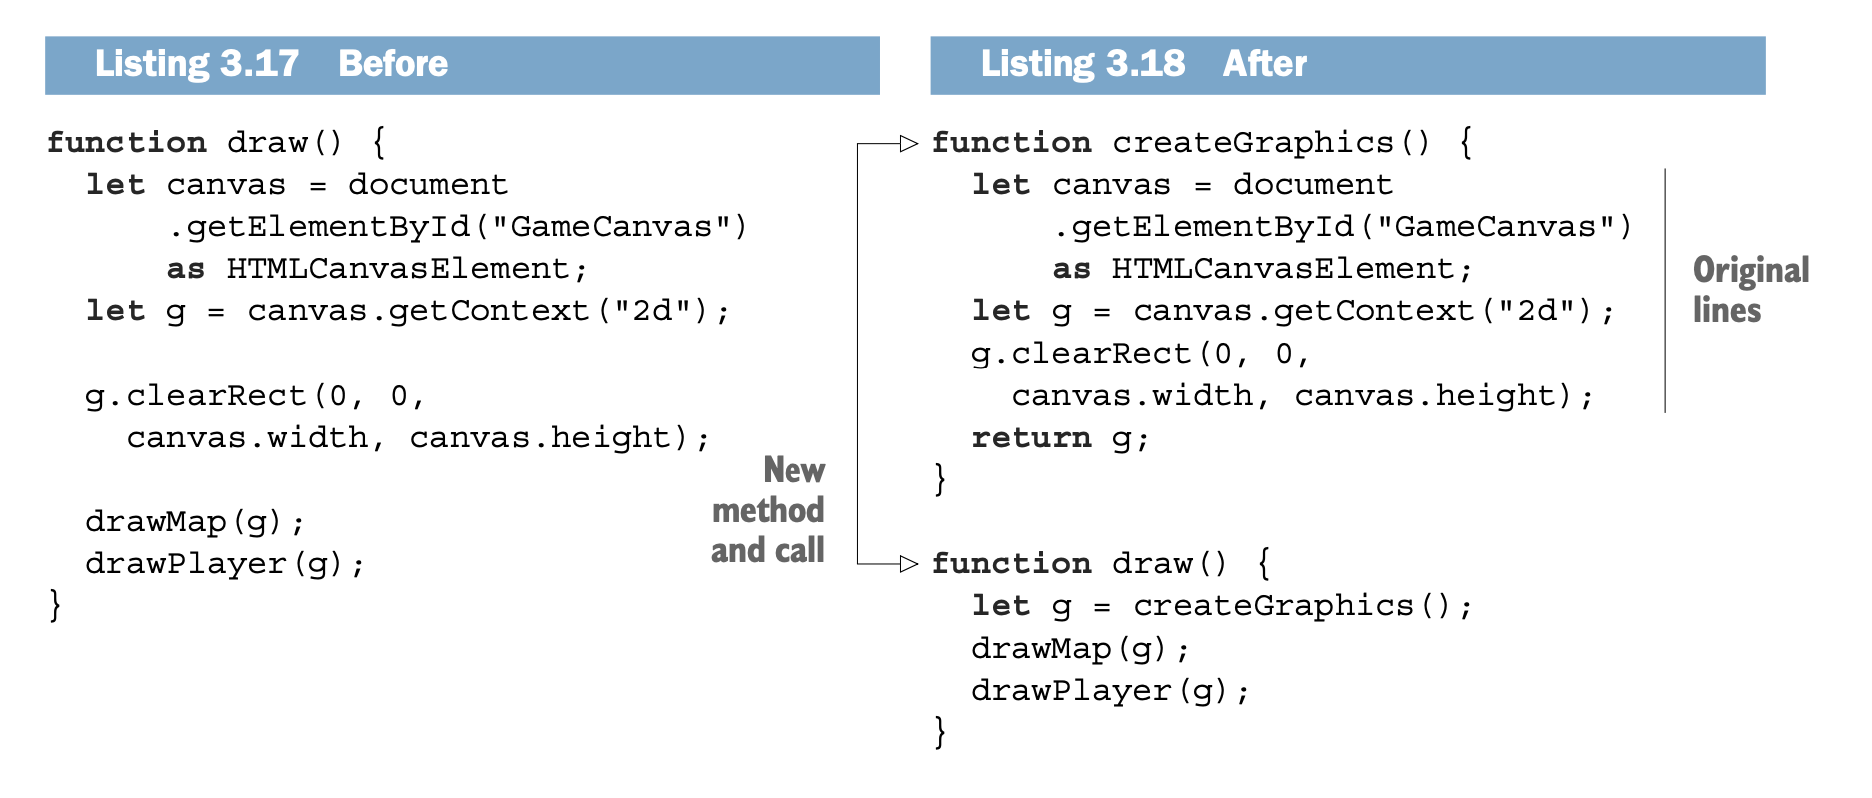 Listing 3.17 Before
function draw() {
  let canvas = document
      .getElementById("GameCanvas")
      as HTMLCanvasElement;
  let g = canvas.getContext("2d");
  g.clearRect(0, 0,
    canvas.width, canvas.height);
  drawMap(g);
  drawPlayer(g);
}
New
method
and call
Listing 3.18 After
function createGraphics() {
  let canvas = document
      .getElementById("GameCanvas")
      as HTMLCanvasElement;
  let g = canvas.getContext("2d");
  g.clearRect(0, 0,
    canvas.width, canvas.height);
  return g;
}
Original
lines
function draw() {
  let g = createGraphics();
  drawMap(g);
  drawPlayer(g);
}